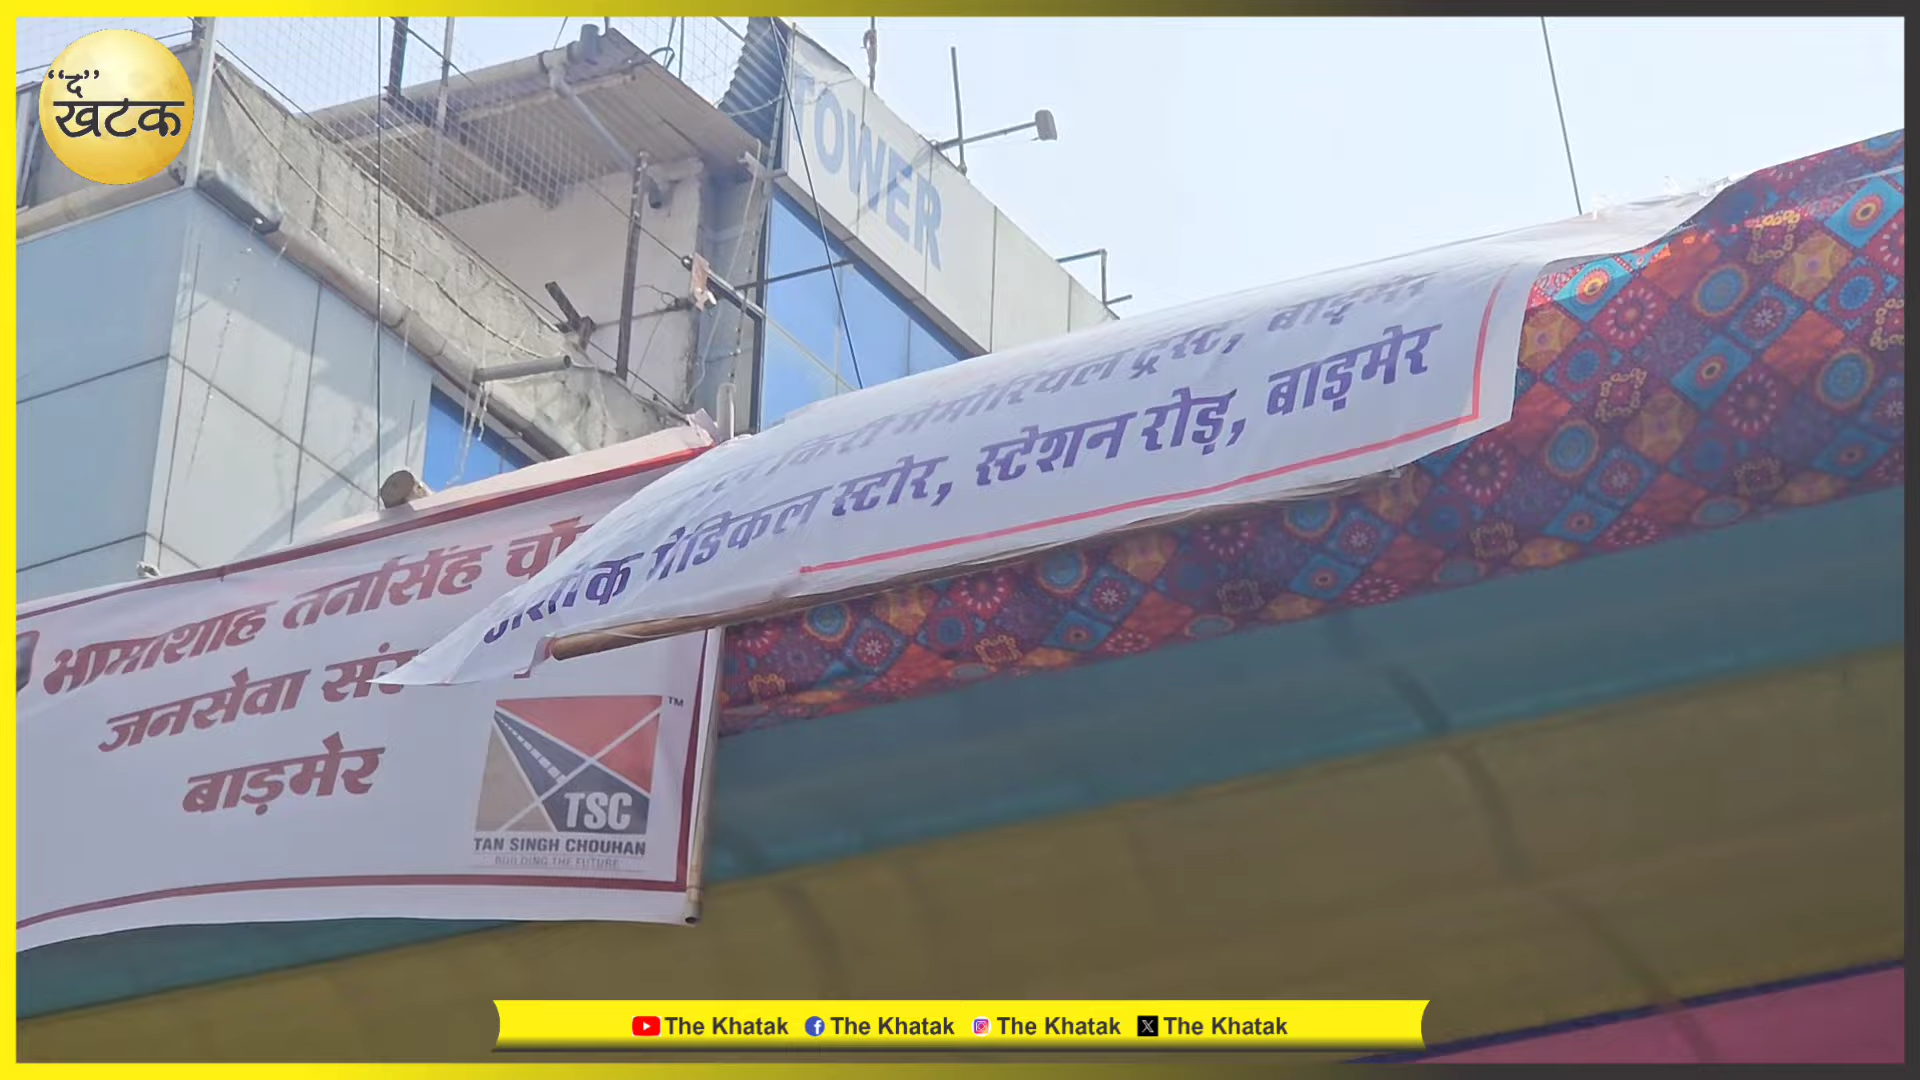 “द”
खटक
TOWER
मेमोरियल ट्रस्ट, बाड़मेर
मेडिकल स्टोर, स्टेशन रोड़, बाड़मेर
भामाशाह तनसिंह
जनसेवा
बाड़मेर
TM
TSC
TAN SINGH CHOUHAN
BUILDING THE FUTURE
The Khatak The Khatak The Khatak The Khatak